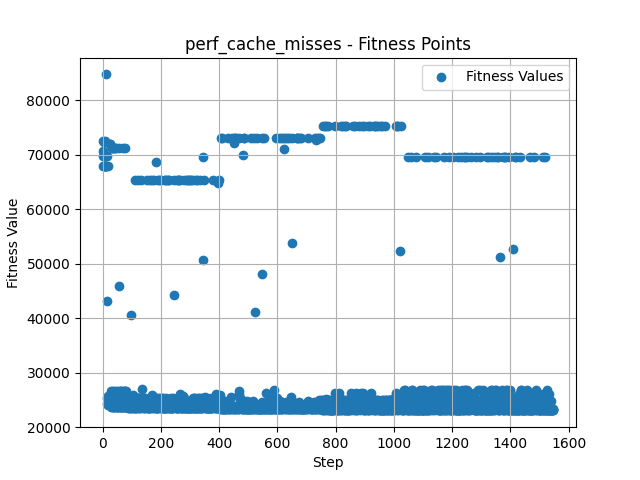 perf_cache_misses - Fitness Points
Fitness Values
80000
70000
60000
50000
40000
30000
20000
Fitness Value
0 200 400 600 800 1000 1200 1400 1600
Step